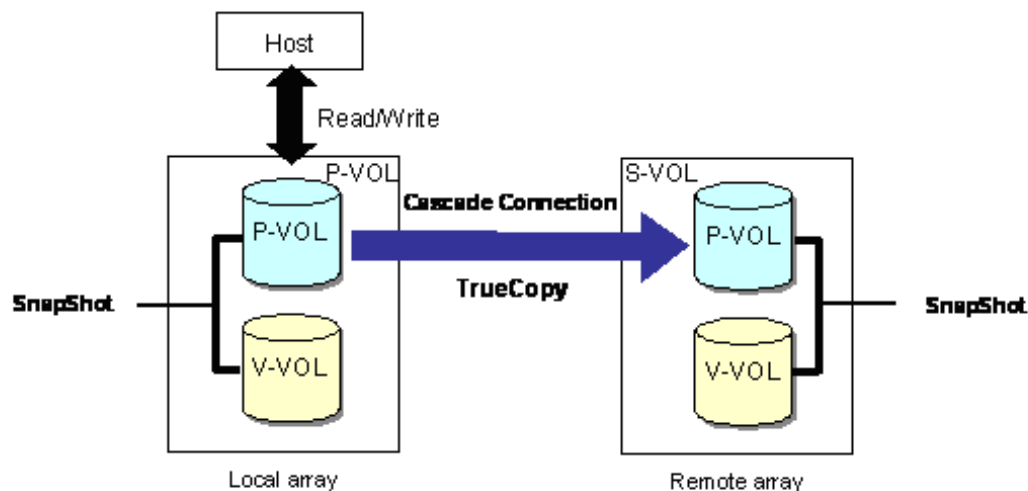 Host
Read/Write
P-VOL
S-VOL
Cascade Connection
P-VOL
P-VOL
TrueCopy
SnapShot
SnapShot
V-VOL
V-VOL
Local array
Remote array